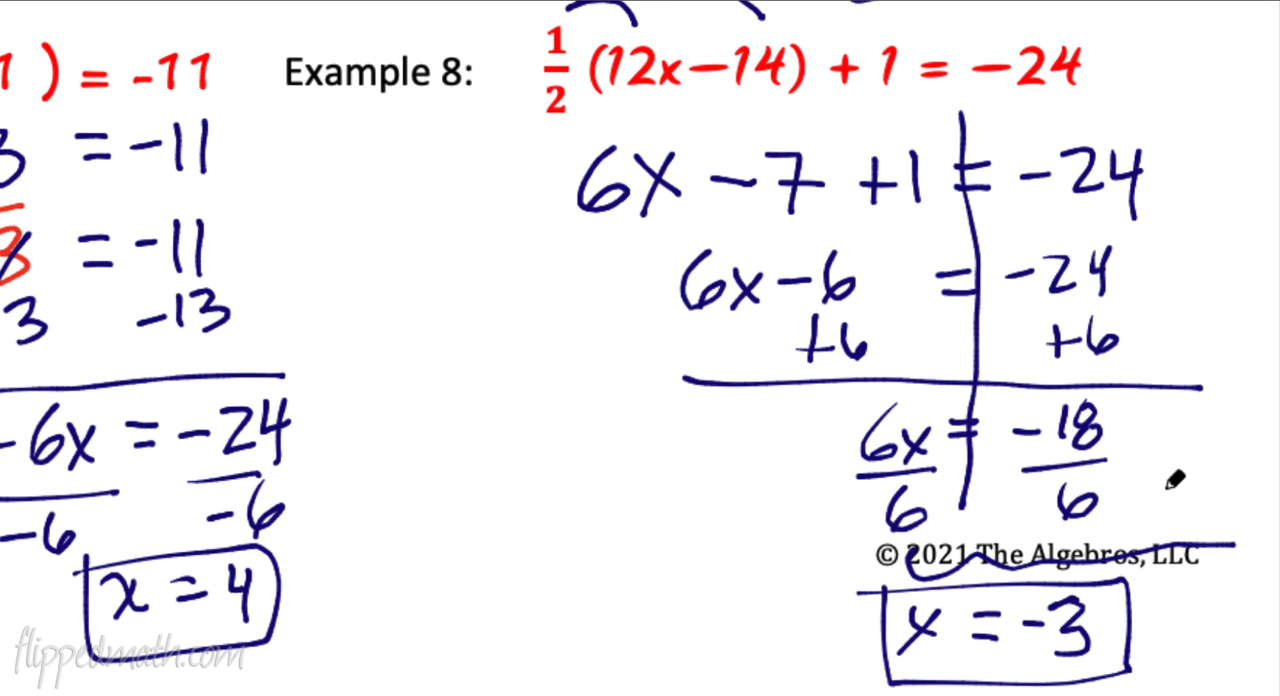 1 ) = -11
3 = -11
8 = -11
3 -13
-6x = -24
-6 -6
x = 4
flippedmath.com
Example 8: 1/2 (12x-14) + 1 = -24
6x - 7 + 1 = -24
6x - 6 = -24
+6 +6
6x = -18
6 6
© 2021 The Algebros, LLC
x = -3